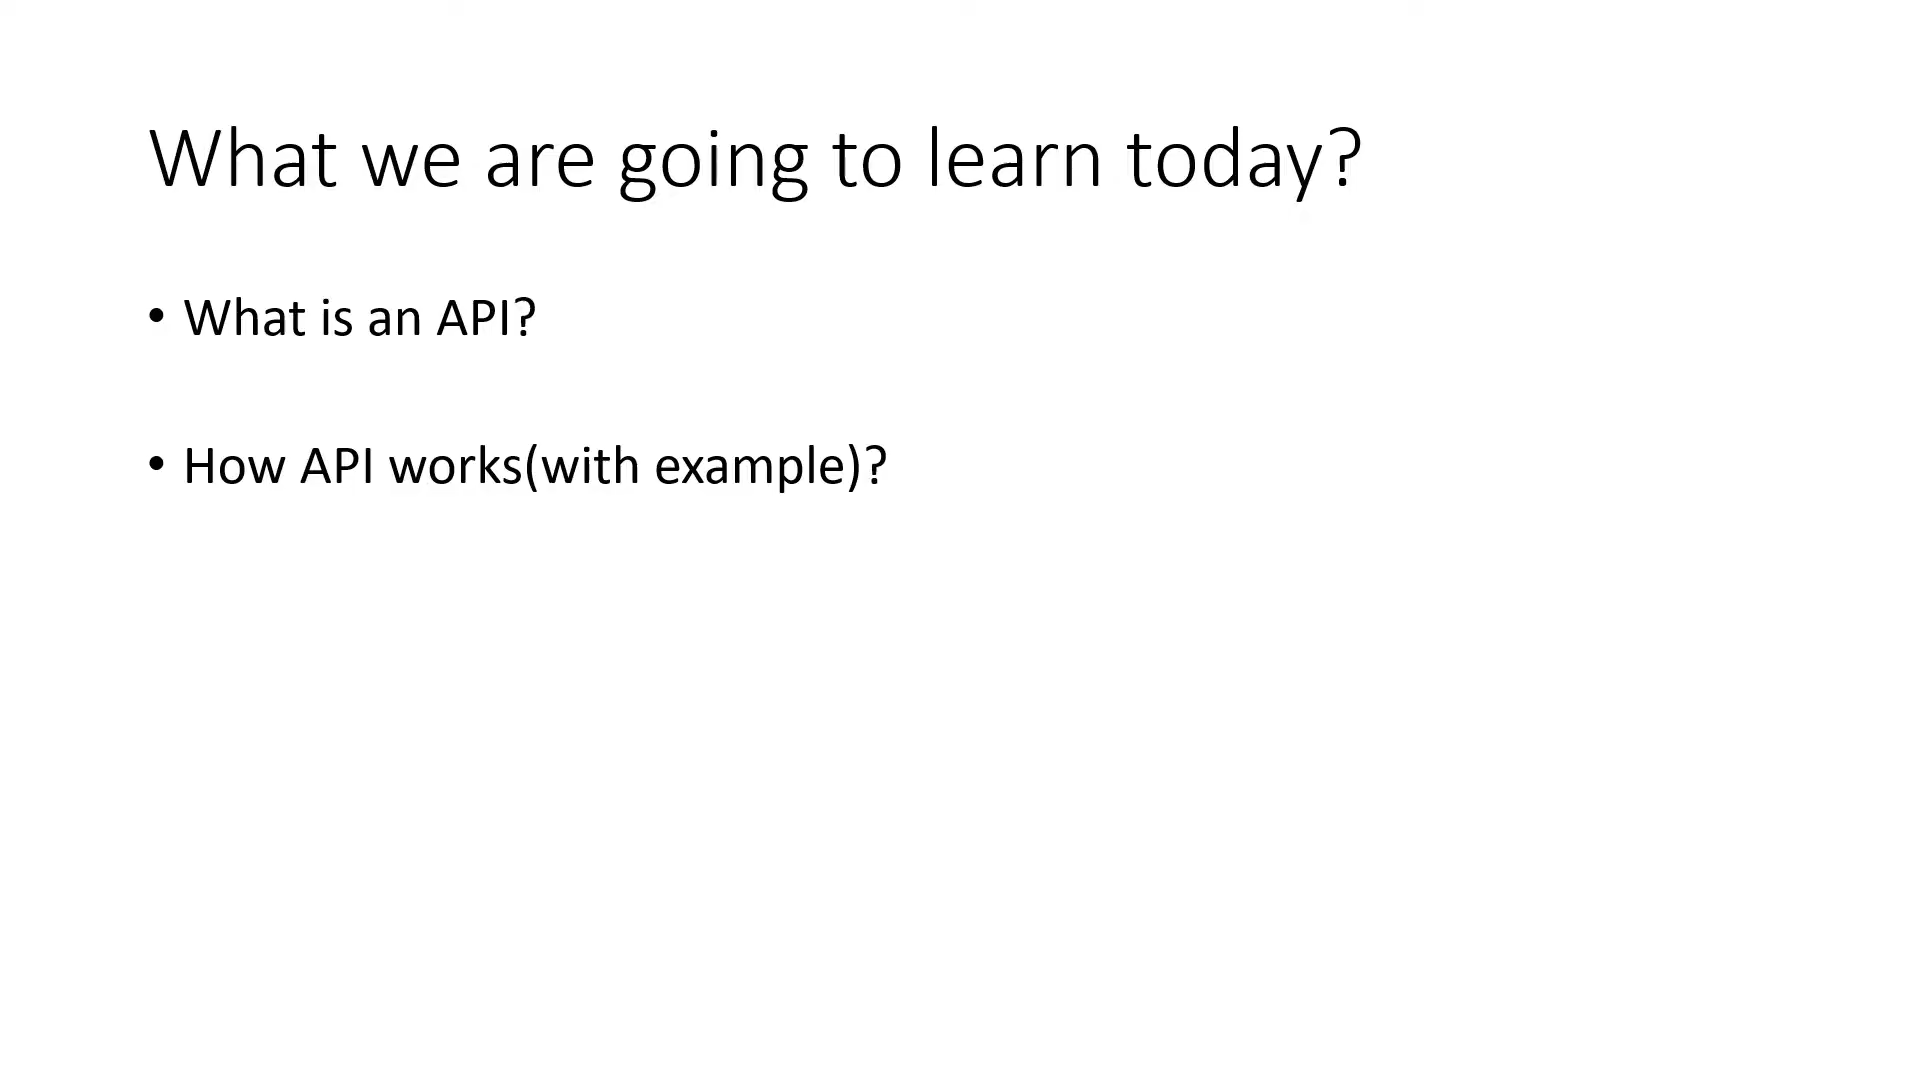 What we are going to learn today?
• What is an API?
• How API works(with example)?